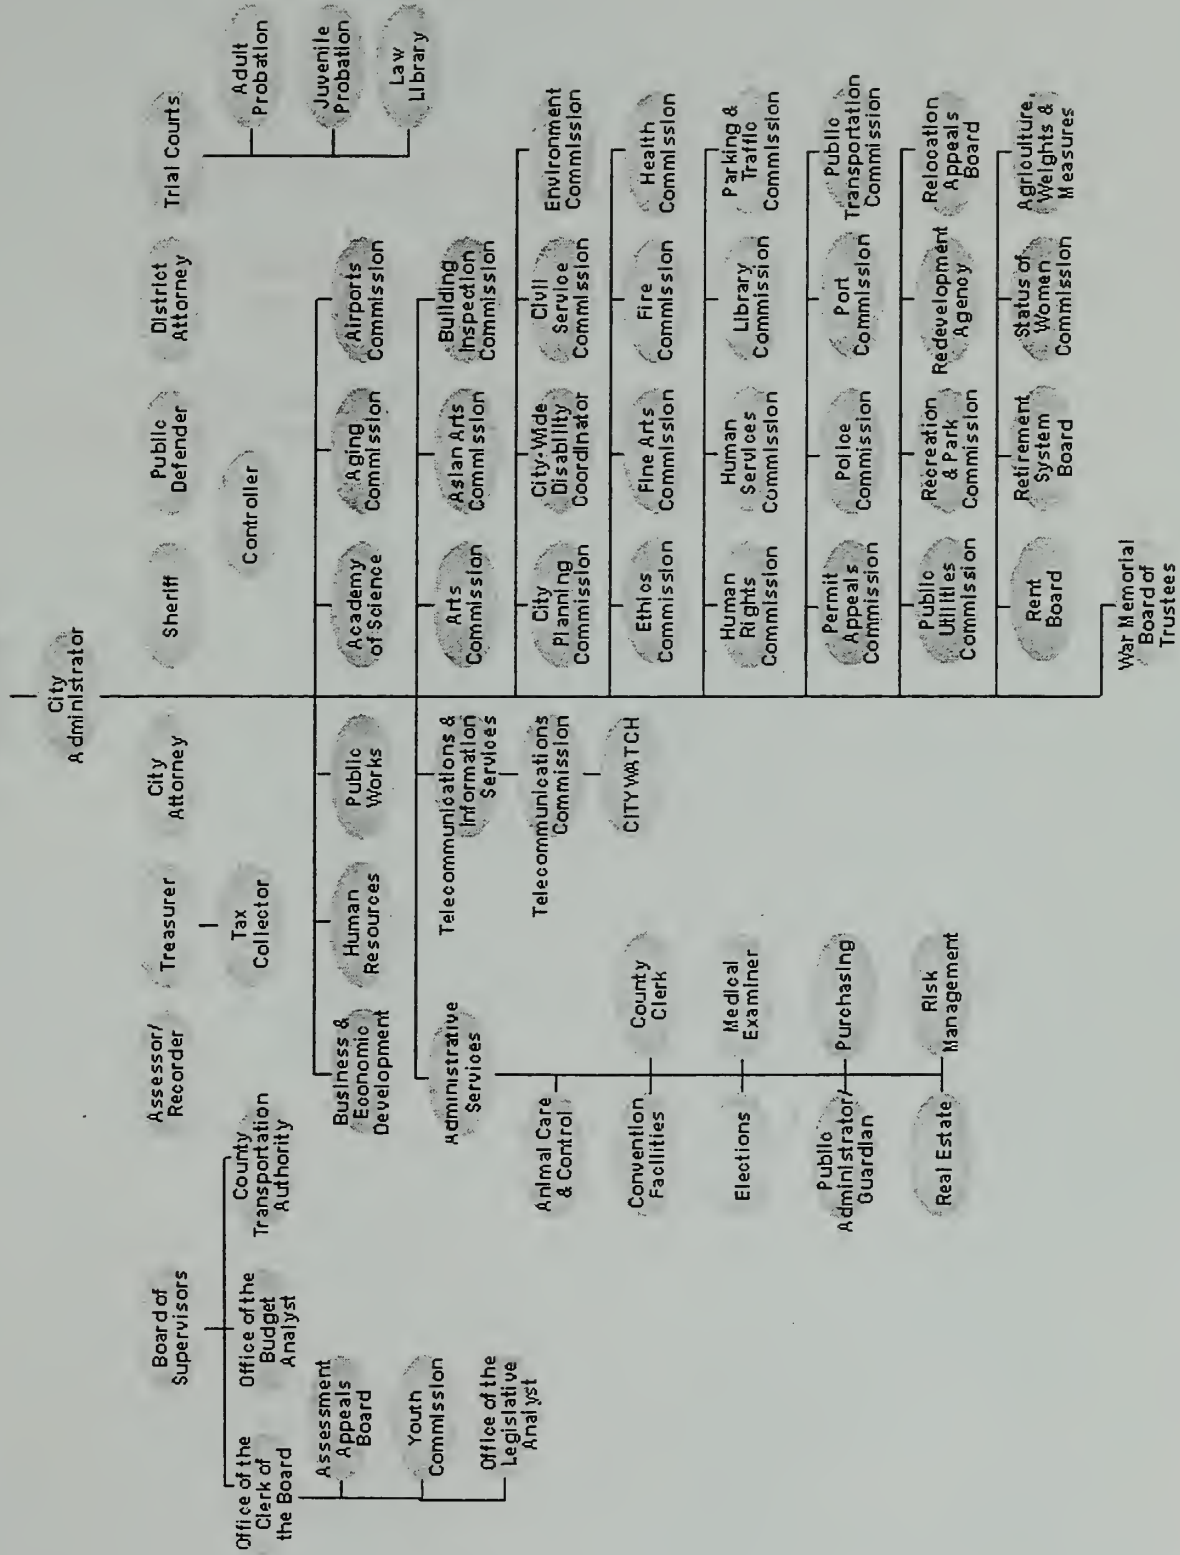 City
Administrator
Board of
Supervisors
Assessor/
Recorder
Treasurer
City
Attorney
Sheriff
Public
Defender
District
Attorney
Trial Courts
Office of the
Clerk of
the Board
Office of the
Budget
Analyst
County
Transportation
Authority
Tax
Collector
Controller
Adult
Probation
Juvenile
Probation
Law
Library
Assessment
Appeals
Board
Youth
Commission
Office of the
Legislative
Analyst
Business &
Economic
Development
Human
Resources
Public
Works
Academy
of Science
Aging
Commission
Airports
Commission
Administrative
Services
Telecommunications &
Information
Services
Arts
Commission
Asian Arts
Commission
Building
Inspection
Commission
Animal Care
& Control
Telecommunications
Commission
City
Planning
Commission
City-Wide
Disability
Coordinator
Civil
Service
Commission
Environment
Commission
Convention
Facilities
County
Clerk
CITYWATCH
Ethics
Commission
Fine Arts
Commission
Fire
Commission
Health
Commission
Elections
Medical
Examiner
Human
Rights
Commission
Human
Services
Commission
Library
Commission
Parking &
Traffic
Commission
Public
Administrator/
Guardian
Purchasing
Permit
Appeals
Commission
Police
Commission
Port
Commission
Public
Transportation
Commission
Real Estate
Risk
Management
Public
Utilities
Commission
Recreation
& Park
Commission
Redevelopment
Agency
Relocation
Appeals
Board
Rent
Board
Retirement
System
Board
Status of
Women
Commission
Agriculture,
Weights &
Measures
War Memorial
Board of
Trustees